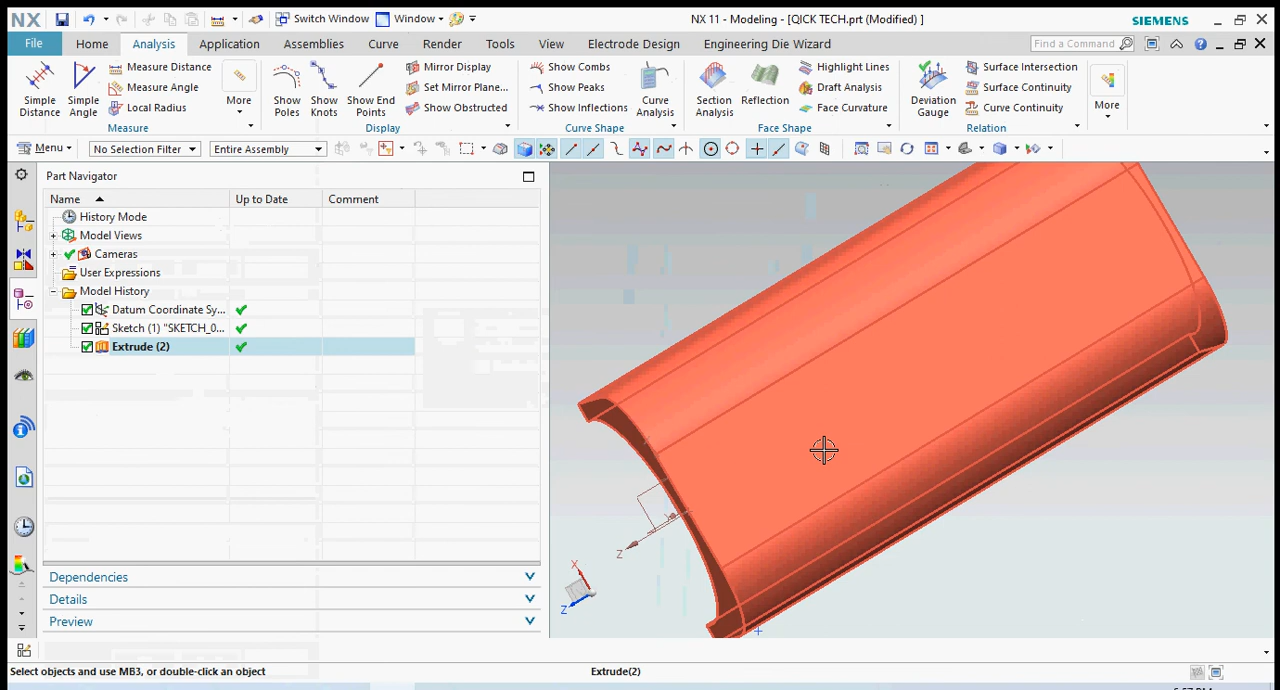 NX Switch Window Window NX 11 - Modeling - [QICK TECH.prt (Modified) ] SIEMENS
File Home Analysis Application Assemblies Curve Render Tools View Electrode Design Engineering Die Wizard Find a Command
Simple Distance
Simple Angle
Measure Distance
Measure Angle
Local Radius
More
Measure
Show Poles
Show Knots
Show End Points
Mirror Display
Set Mirror Plane...
Show Obstructed
Display
Show Combs
Show Peaks
Show Inflections
Curve Analysis
Curve Shape
Section Analysis
Reflection
Highlight Lines
Draft Analysis
Face Curvature
Face Shape
Deviation Gauge
Surface Intersection
Surface Continuity
Curve Continuity
Relation
More
Menu No Selection Filter Entire Assembly
Part Navigator
Name Up to Date Comment
History Mode
Model Views
Cameras
User Expressions
Model History
Datum Coordinate Sy...
Sketch (1) "SKETCH_0...
Extrude (2)
Dependencies
Details
Preview
Z
X
Z
Select objects and use MB3, or double-click an object Extrude(2)